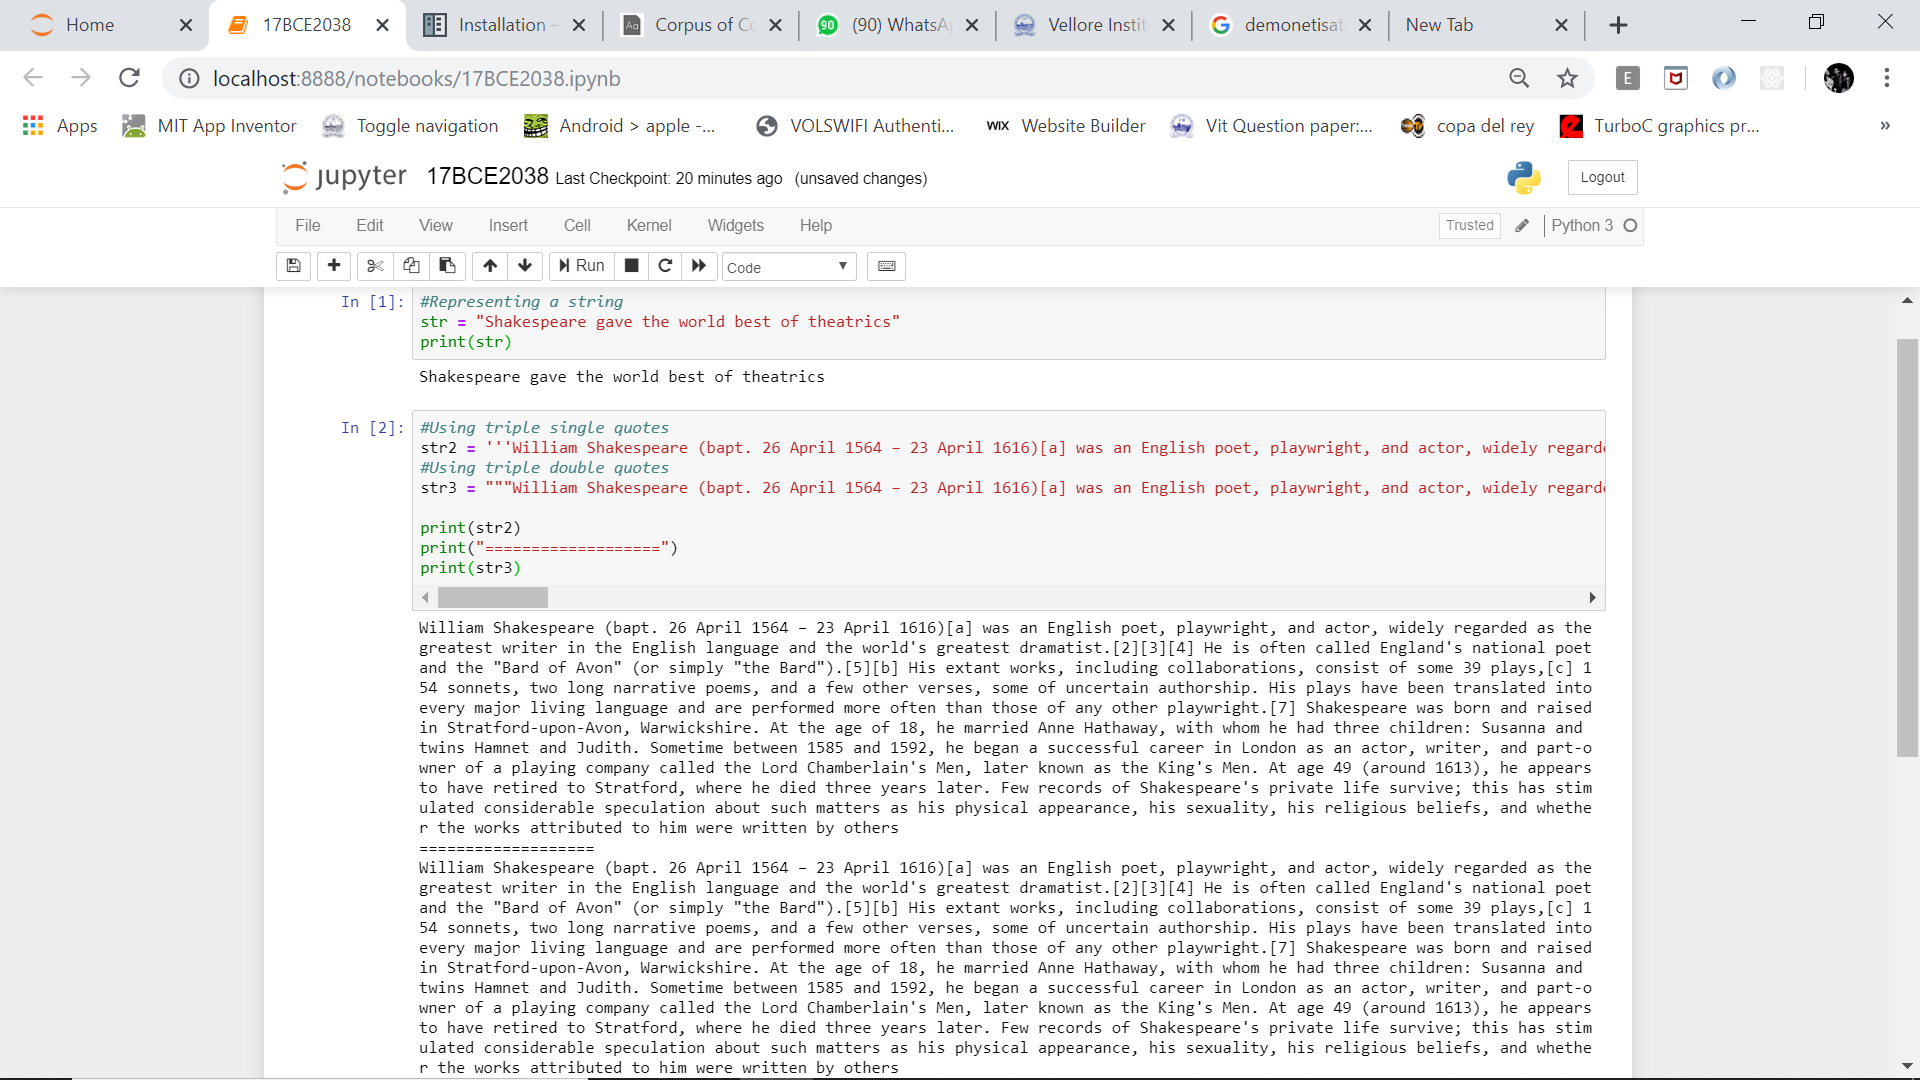 Home
17BCE2038
Installation –
Corpus of Co
(90) WhatsA
Vellore Instit
demonetisat
New Tab
localhost:8888/notebooks/17BCE2038.ipynb
Apps MIT App Inventor Toggle navigation Android > apple -... VOLSWIFI Authenti... WIX Website Builder Vit Question paper:... copa del rey TurboC graphics pr... »
jupyter 17BCE2038 Last Checkpoint: 20 minutes ago (unsaved changes) Logout
File Edit View Insert Cell Kernel Widgets Help Trusted Python 3
Run Code
In [1]: #Representing a string
str = "Shakespeare gave the world best of theatrics"
print(str)
Shakespeare gave the world best of theatrics
In [2]: #Using triple single quotes
str2 = '''William Shakespeare (bapt. 26 April 1564 – 23 April 1616)[a] was an English poet, playwright, and actor, widely regarde
#Using triple double quotes
str3 = """William Shakespeare (bapt. 26 April 1564 – 23 April 1616)[a] was an English poet, playwright, and actor, widely regarde
print(str2)
print("===================")
print(str3)
William Shakespeare (bapt. 26 April 1564 – 23 April 1616)[a] was an English poet, playwright, and actor, widely regarded as the
greatest writer in the English language and the world's greatest dramatist.[2][3][4] He is often called England's national poet
and the "Bard of Avon" (or simply "the Bard").[5][b] His extant works, including collaborations, consist of some 39 plays,[c] 1
54 sonnets, two long narrative poems, and a few other verses, some of uncertain authorship. His plays have been translated into
every major living language and are performed more often than those of any other playwright.[7] Shakespeare was born and raised
in Stratford-upon-Avon, Warwickshire. At the age of 18, he married Anne Hathaway, with whom he had three children: Susanna and
twins Hamnet and Judith. Sometime between 1585 and 1592, he began a successful career in London as an actor, writer, and part-o
wner of a playing company called the Lord Chamberlain's Men, later known as the King's Men. At age 49 (around 1613), he appears
to have retired to Stratford, where he died three years later. Few records of Shakespeare's private life survive; this has stim
ulated considerable speculation about such matters as his physical appearance, his sexuality, his religious beliefs, and whethe
r the works attributed to him were written by others
===================
William Shakespeare (bapt. 26 April 1564 – 23 April 1616)[a] was an English poet, playwright, and actor, widely regarded as the
greatest writer in the English language and the world's greatest dramatist.[2][3][4] He is often called England's national poet
and the "Bard of Avon" (or simply "the Bard").[5][b] His extant works, including collaborations, consist of some 39 plays,[c] 1
54 sonnets, two long narrative poems, and a few other verses, some of uncertain authorship. His plays have been translated into
every major living language and are performed more often than those of any other playwright.[7] Shakespeare was born and raised
in Stratford-upon-Avon, Warwickshire. At the age of 18, he married Anne Hathaway, with whom he had three children: Susanna and
twins Hamnet and Judith. Sometime between 1585 and 1592, he began a successful career in London as an actor, writer, and part-o
wner of a playing company called the Lord Chamberlain's Men, later known as the King's Men. At age 49 (around 1613), he appears
to have retired to Stratford, where he died three years later. Few records of Shakespeare's private life survive; this has stim
ulated considerable speculation about such matters as his physical appearance, his sexuality, his religious beliefs, and whethe
r the works attributed to him were written by others